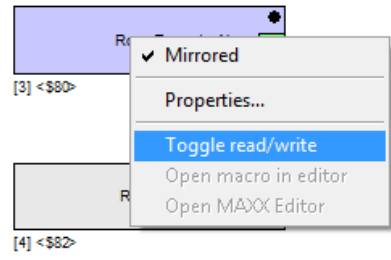 Mirrored
[3] <$80>
Properties...
Toggle read/write
Open macro in editor
Open MAXX Editor
[4] <$82>